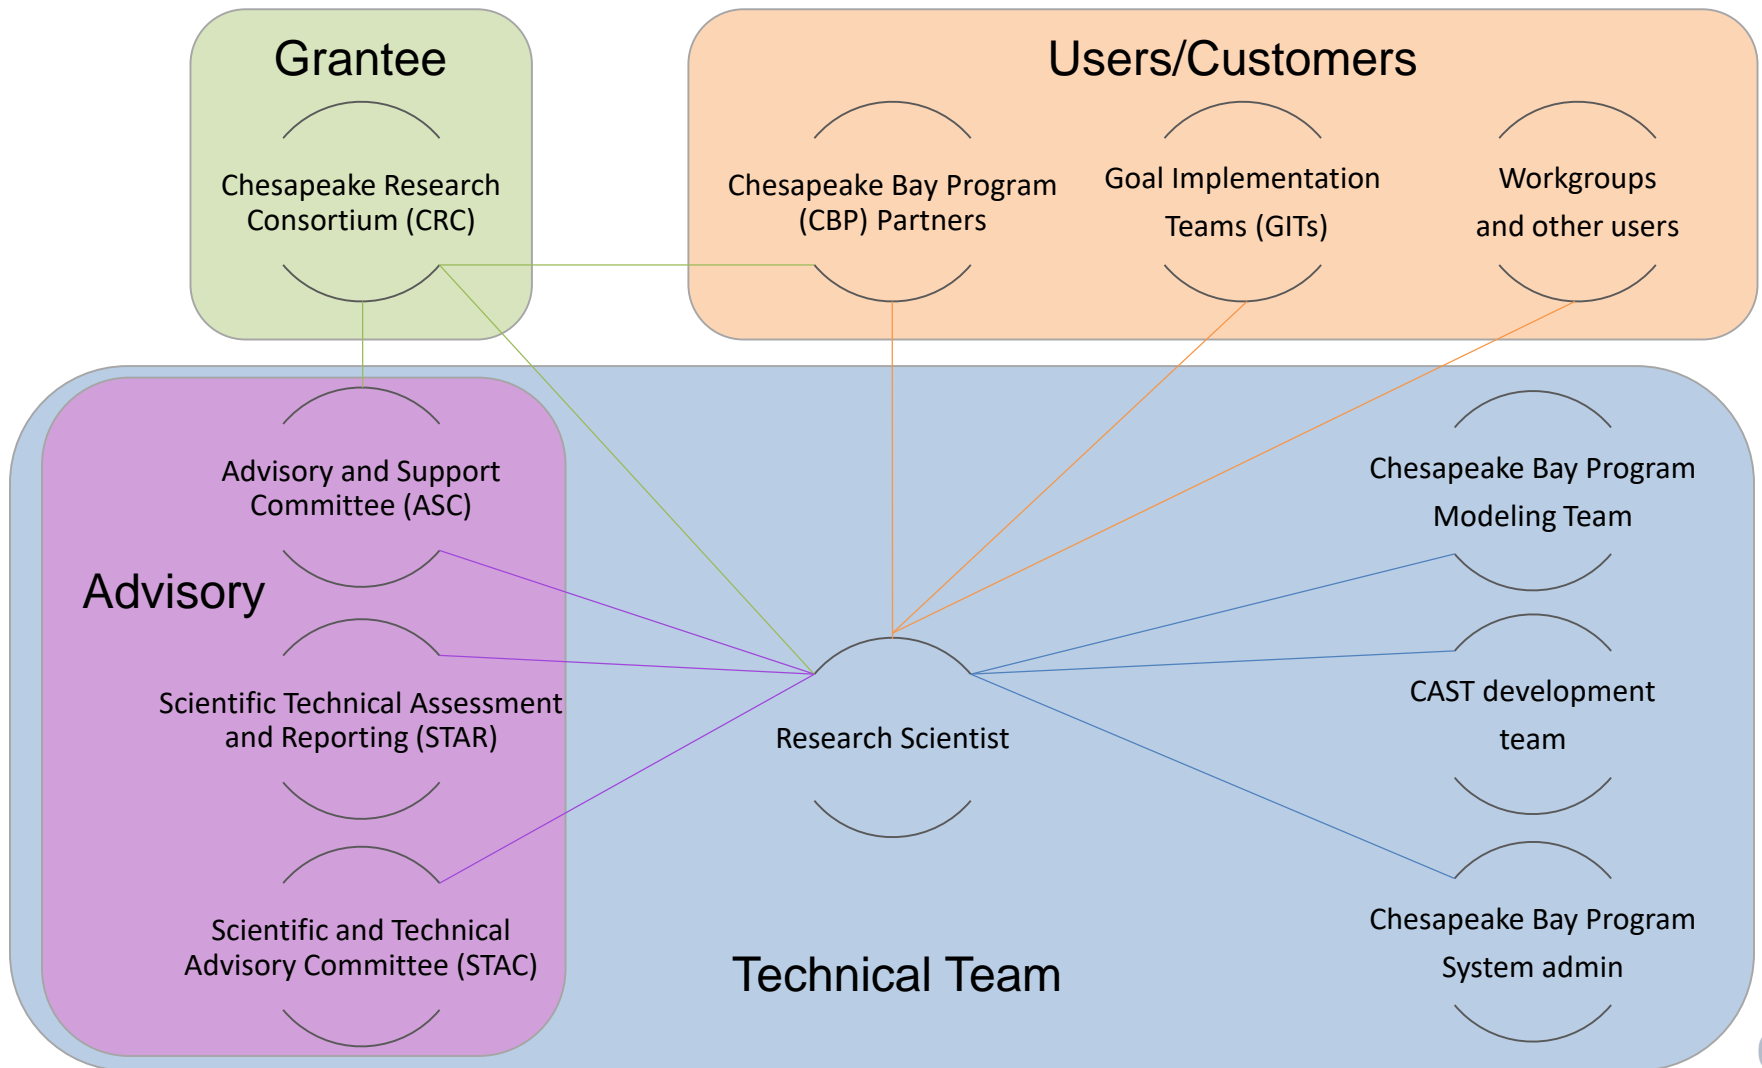 Grantee
Chesapeake Research
Consortium (CRC)
Users/Customers
Chesapeake Bay Program
(CBP) Partners
Goal Implementation
Teams (GITs)
Workgroups
and other users
Advisory
Advisory and Support
Committee (ASC)
Scientific Technical Assessment
and Reporting (STAR)
Scientific and Technical
Advisory Committee (STAC)
Research Scientist
Technical Team
Chesapeake Bay Program
Modeling Team
CAST development
team
Chesapeake Bay Program
System admin